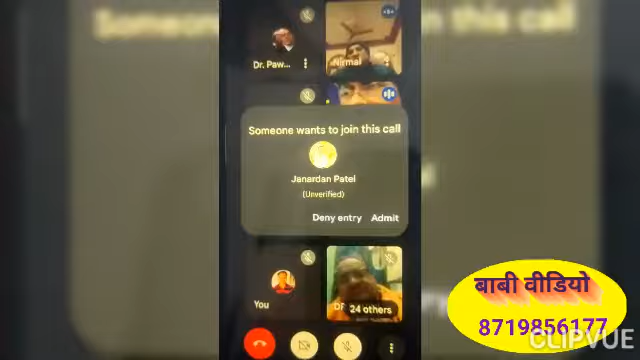 Dr. Paw...
Nirmal
Someone wants to join this call
Janardan Patel
(Unverified)
Deny entry
Admit
You
24 others
बाबी वीडियो
8719856177
CLIPVUE